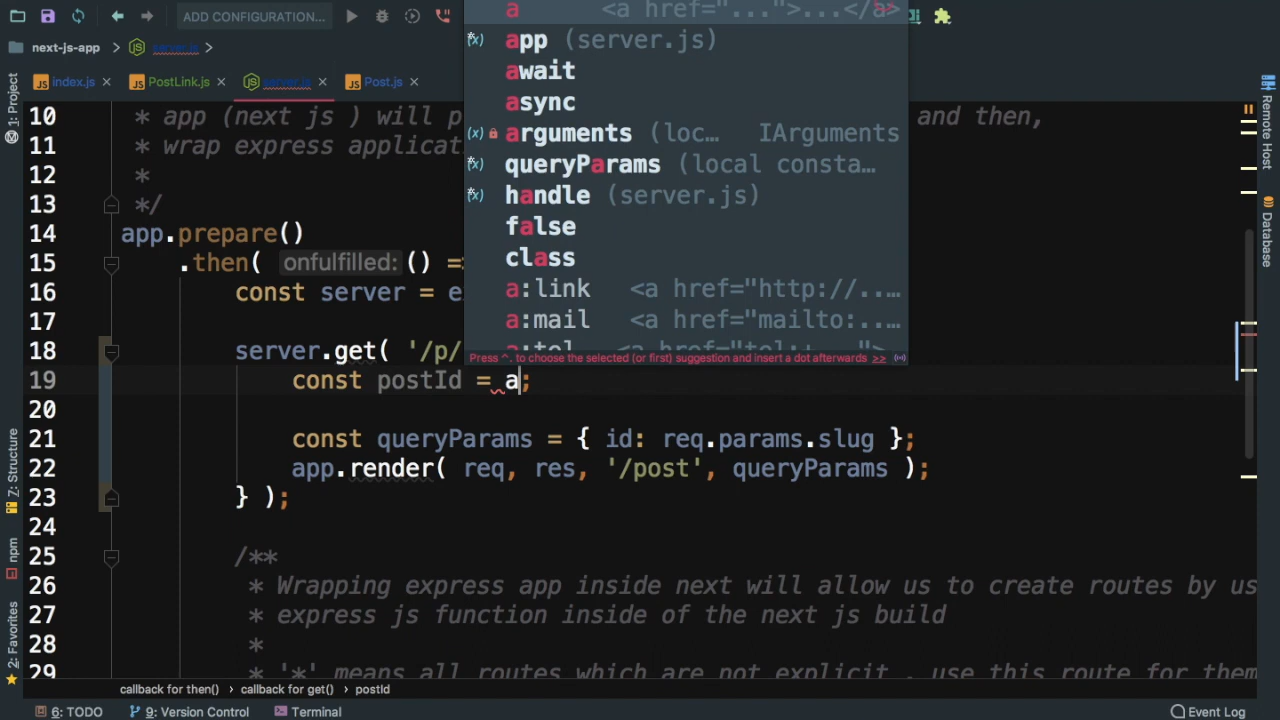 ADD CONFIGURATION...
next-js-app
server.js
index.js
PostLink.js
server.js
Post.js
1: Project
Z: Structure
npm
2: Favorites
Remote Host
Database
a <a href="...">...</a>
app (server.js)
await
async
arguments (loc... IArguments
queryParams (local consta...
handle (server.js)
false
class
a:link <a href="http://...
a:mail <a href="mailto:...
a:tel <a href="tel:+...">
Press ^. to choose the selected (or first) suggestion and insert a dot afterwards >>
10 * app (next js ) will p and then,
11 * wrap express applicat
12 *
13 */
14 app.prepare()
15 .then( onfulfilled: () =
16 const server = e
17
18 server.get( '/p/
19 const postId = a;
20
21 const queryParams = { id: req.params.slug };
22 app.render( req, res, '/post', queryParams );
23 } );
24
25 /**
26 * Wrapping express app inside next will allow us to create routes by us
27 * express js function inside of the next js build
28 *
29 * '*' means all routes which are not explicit , use this route for them
callback for then() › callback for get() › postId
6: TODO
9: Version Control
Terminal
Event Log